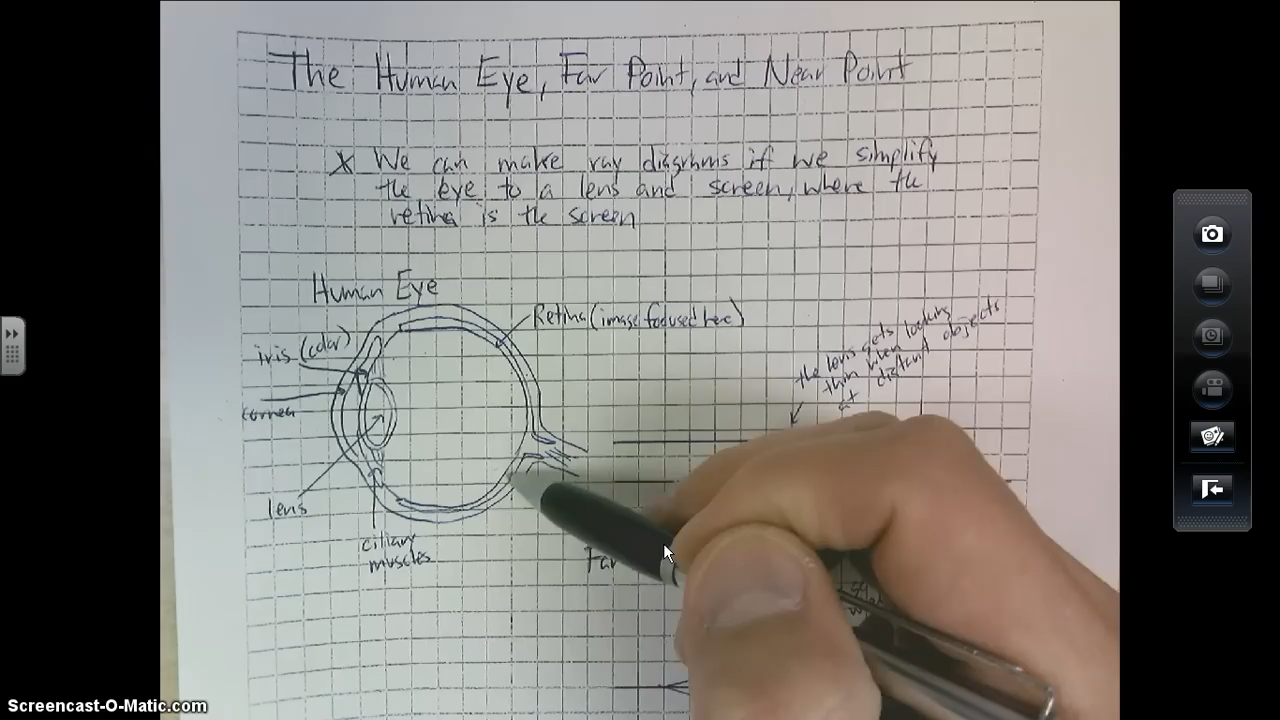 The Human Eye, Far Point, and Near Point
X We can make ray diagrams if we simplify
the eye to a lens and screen, where the
retina is the screen
Human Eye
Retina (image focused here)
iris (color)
cornea
lens
ciliary
muscles
the lens gets
thin when looking
at distant objects
Far
Screencast-O-Matic.com